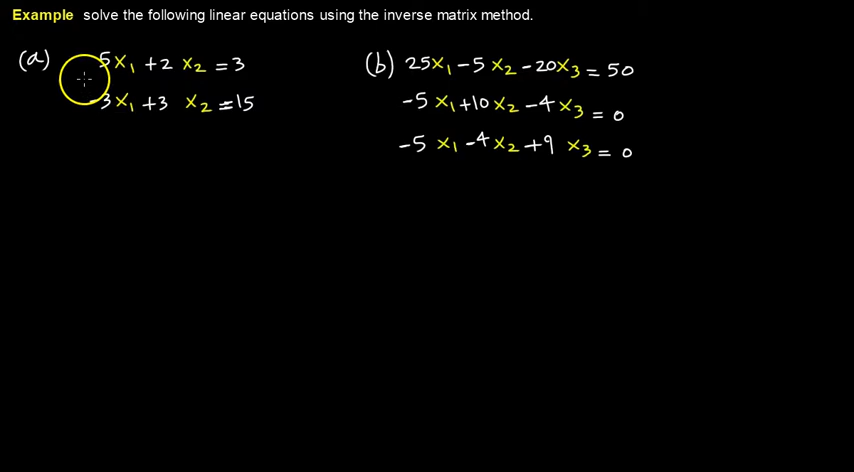 Example solve the following linear equations using the inverse matrix method.
(a) 5x₁ + 2 x₂ = 3
-3x₁ + 3 x₂ = 15
(b) 25x₁ - 5 x₂ - 20x₃ = 50
-5 x₁ + 10 x₂ - 4 x₃ = 0
-5 x₁ - 4 x₂ + 9 x₃ = 0